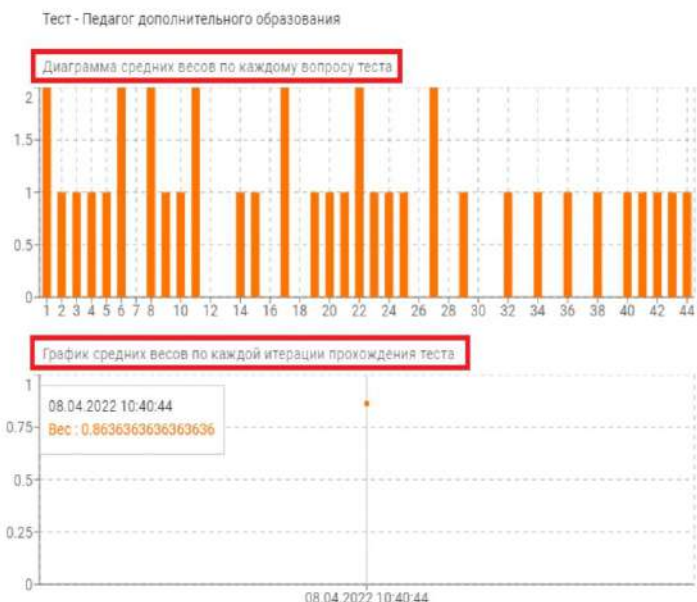 Тест - Педагог дополнительного образования
Диаграмма средних весов по каждому вопросу теста
2
1.5
1
0.5
0
1 2 3 4 5 6 7 8 10 12 14 16 18 20 22 24 26 28 30 32 34 36 38 40 42 44
График средних весов по каждой итерации прохождения теста
1
08.04.2022 10:40:44
0.75
Вес : 0.8636363636363636
0.5
0.25
0
08.04.2022 10:40:44